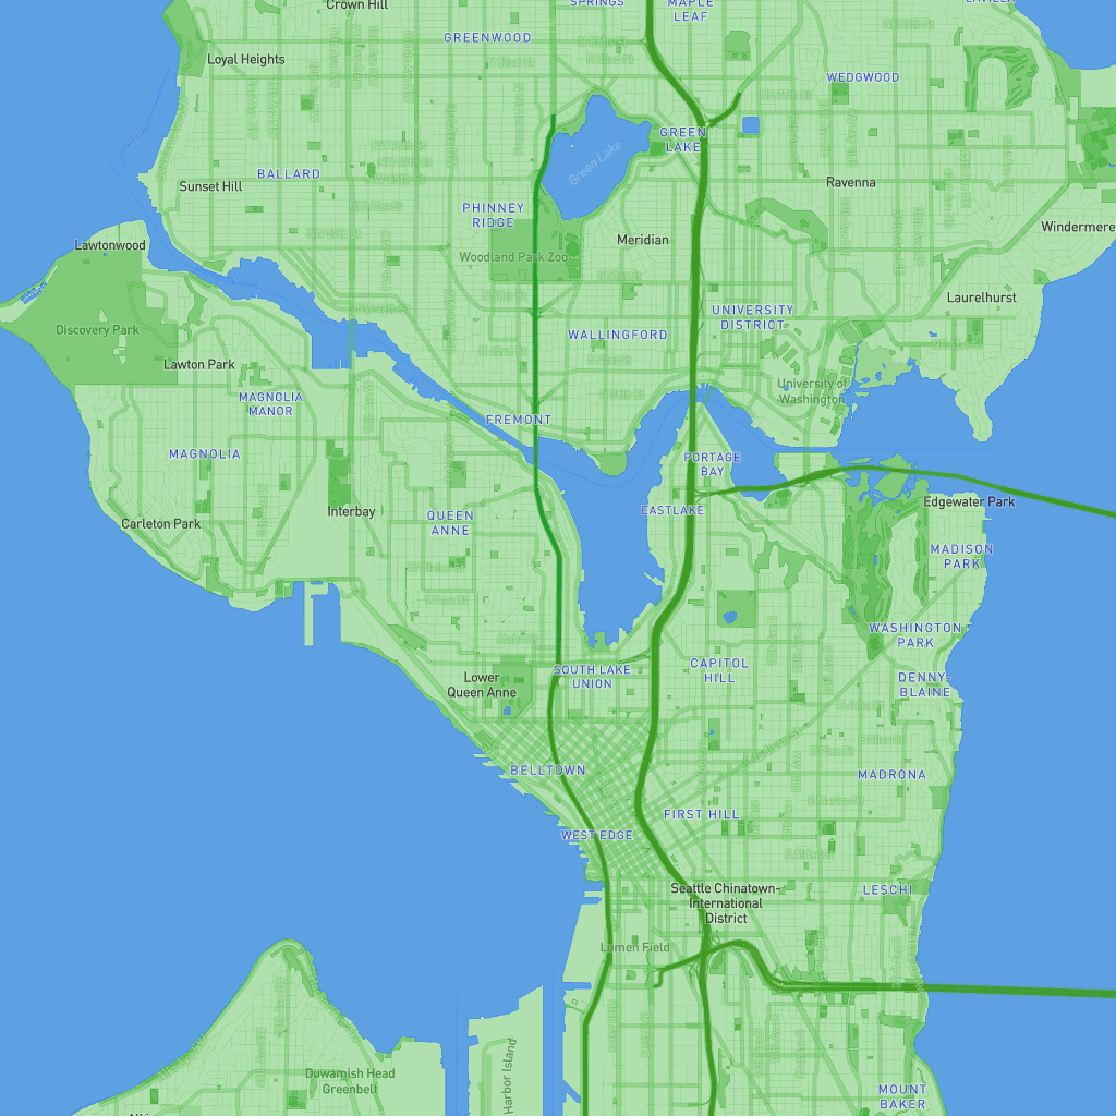 Crown Hill
SPRINGS
MAPLE
LEAF
GREENWOOD
Loyal Heights
WEDGWOOD
GREEN
LAKE
Green Lake
BALLARD
Sunset Hill
Ravenna
PHINNEY
RIDGE
Lawtonwood
Meridian
Windermere
Woodland Park Zoo
Laurelhurst
UNIVERSITY
DISTRICT
Discovery Park
WALLINGFORD
Lawton Park
University of
Washington
MAGNOLIA
MANOR
FREMONT
MAGNOLIA
PORTAGE
BAY
Interbay
EASTLAKE
Edgewater Park
Carleton Park
QUEEN
ANNE
MADISON
PARK
WASHINGTON
PARK
CAPITOL
HILL
SOUTH LAKE
UNION
Lower
Queen Anne
DENNY-
BLAINE
BELLTOWN
MADRONA
FIRST HILL
WEST EDGE
Seattle Chinatown-
International
District
LESCHI
Lumen Field
Harbor Island
Duwamish Head
Greenbelt
MOUNT
BAKER